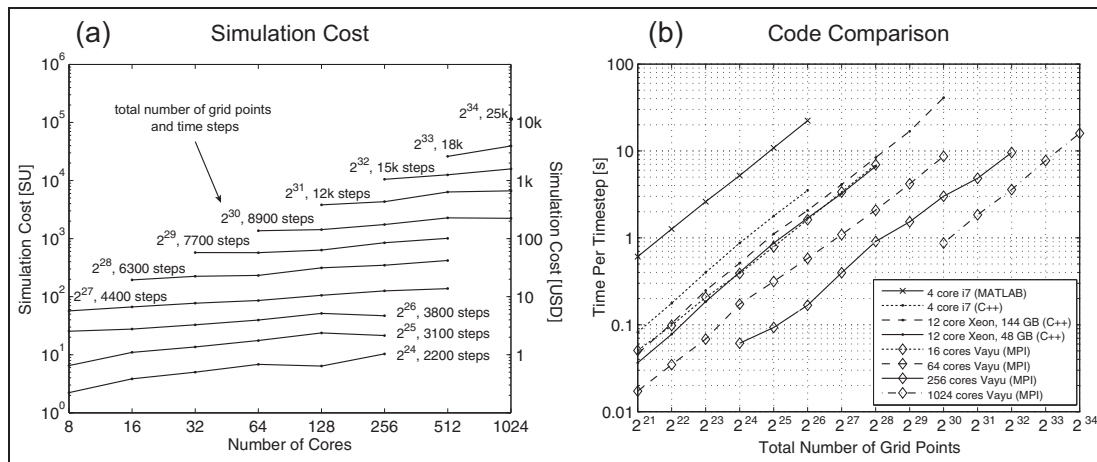 (a) Simulation Cost
10^6
10^5
10^4
10^3
10^2
10^1
10^0
Simulation Cost [SU]
total number of grid points
and time steps
2^34, 25k
2^33, 18k
2^32, 15k steps
2^31, 12k steps
2^30, 8900 steps
2^29, 7700 steps
2^28, 6300 steps
2^27, 4400 steps
2^26, 3800 steps
2^25, 3100 steps
2^24, 2200 steps
10k
1k
100
10
1
Simulation Cost [USD]
8 16 32 64 128 256 512 1024
Number of Cores
(b) Code Comparison
100
10
1
0.1
0.01
Time Per Timestep [s]
4 core i7 (MATLAB)
4 core i7 (C++)
12 core Xeon, 144 GB (C++)
12 core Xeon, 48 GB (C++)
16 cores Vayu (MPI)
64 cores Vayu (MPI)
256 cores Vayu (MPI)
1024 cores Vayu (MPI)
2^21 2^22 2^23 2^24 2^25 2^26 2^27 2^28 2^29 2^30 2^31 2^32 2^33 2^34
Total Number of Grid Points